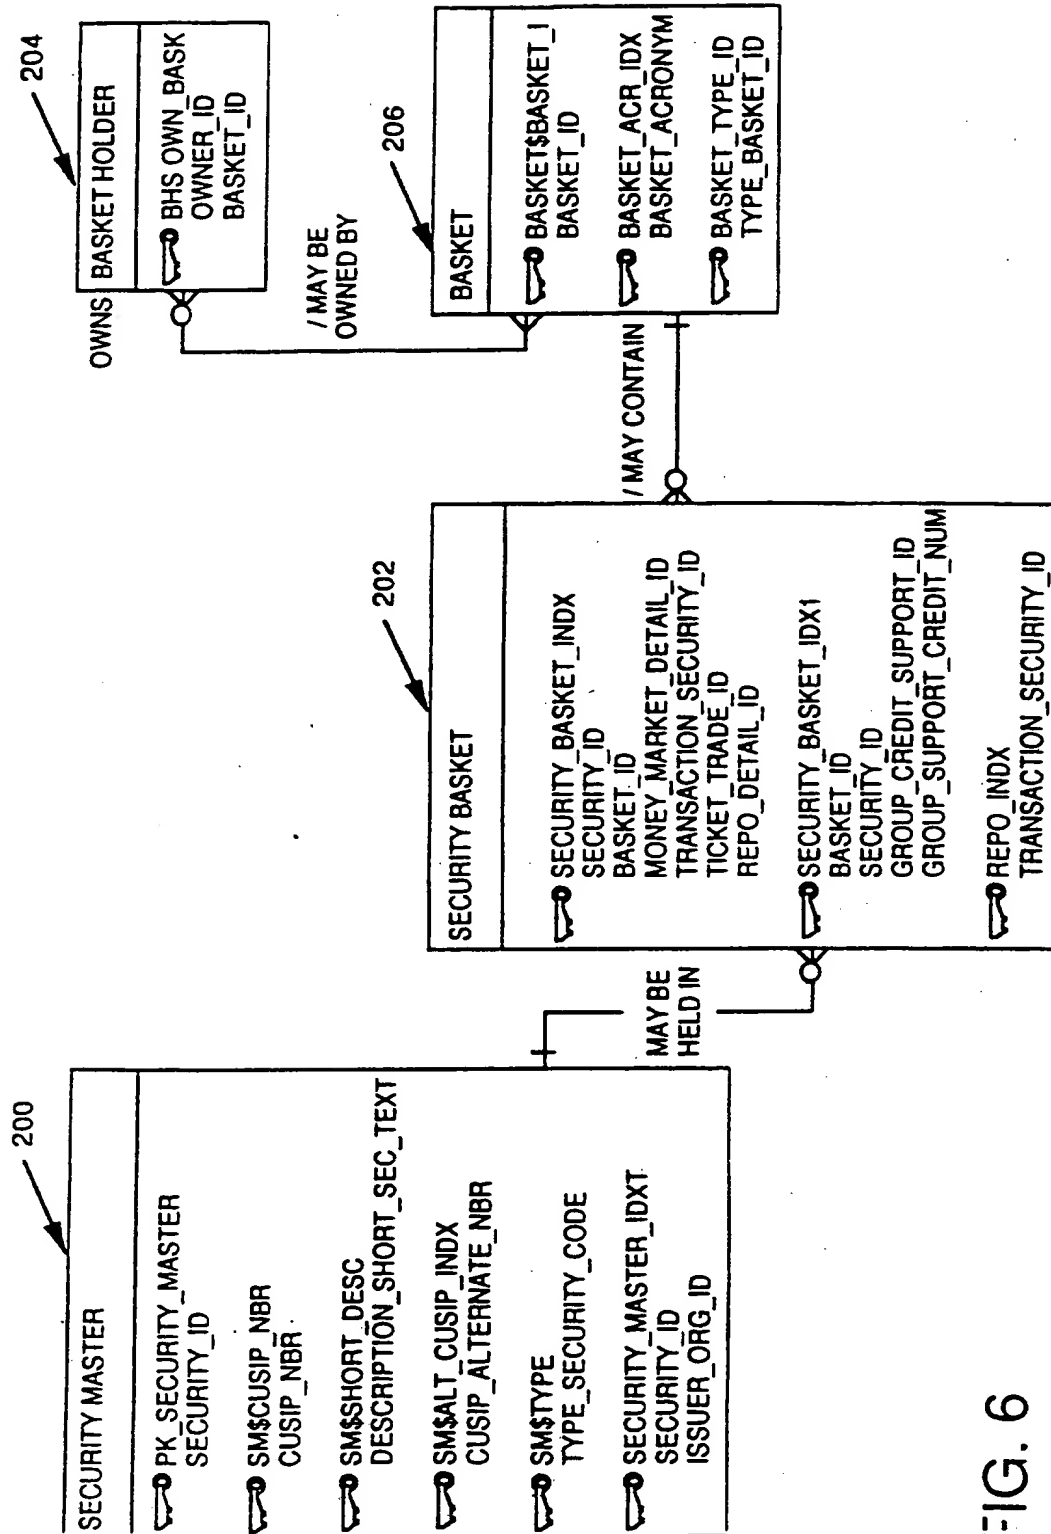 200
SECURITY MASTER
PK_SECURITY_MASTER
SECURITY_ID
SM$CUSIP_NBR
CUSIP_NBR
SM$SHORT_DESC
DESCRIPTION_SHORT_SEC_TEXT
SM$ALT_CUSIP_INDX
CUSIP_ALTERNATE_NBR
SM$TYPE
TYPE_SECURITY_CODE
SECURITY_MASTER_IDXT
SECURITY_ID
ISSUER_ORG_ID
MAY BE
HELD IN
202
SECURITY BASKET
SECURITY_BASKET_INDX
SECURITY_ID
BASKET_ID
MONEY_MARKET_DETAIL_ID
TRANSACTION_SECURITY_ID
TICKET_TRADE_ID
REPO_DETAIL_ID
SECURITY_BASKET_IDX1
BASKET_ID
SECURITY_ID
GROUP_CREDIT_SUPPORT_ID
GROUP_SUPPORT_CREDIT_NUM
REPO_INDX
TRANSACTION_SECURITY_ID
/ MAY CONTAIN
204
OWNS
BASKET HOLDER
BHS OWN_BASK
OWNER_ID
BASKET_ID
/ MAY BE
OWNED BY
206
BASKET
BASKET$BASKET_I
BASKET_ID
BASKET_ACR_IDX
BASKET_ACRONYM
BASKET_TYPE_ID
TYPE_BASKET_ID
FIG. 6